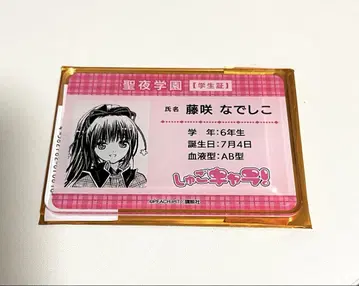 聖夜学園【学生証】
氏名 藤咲 なでしこ
学 年:6年生
誕生日:7月4日
血液型:AB型
しゅごキャラ!
©PEACH-PIT/講談社